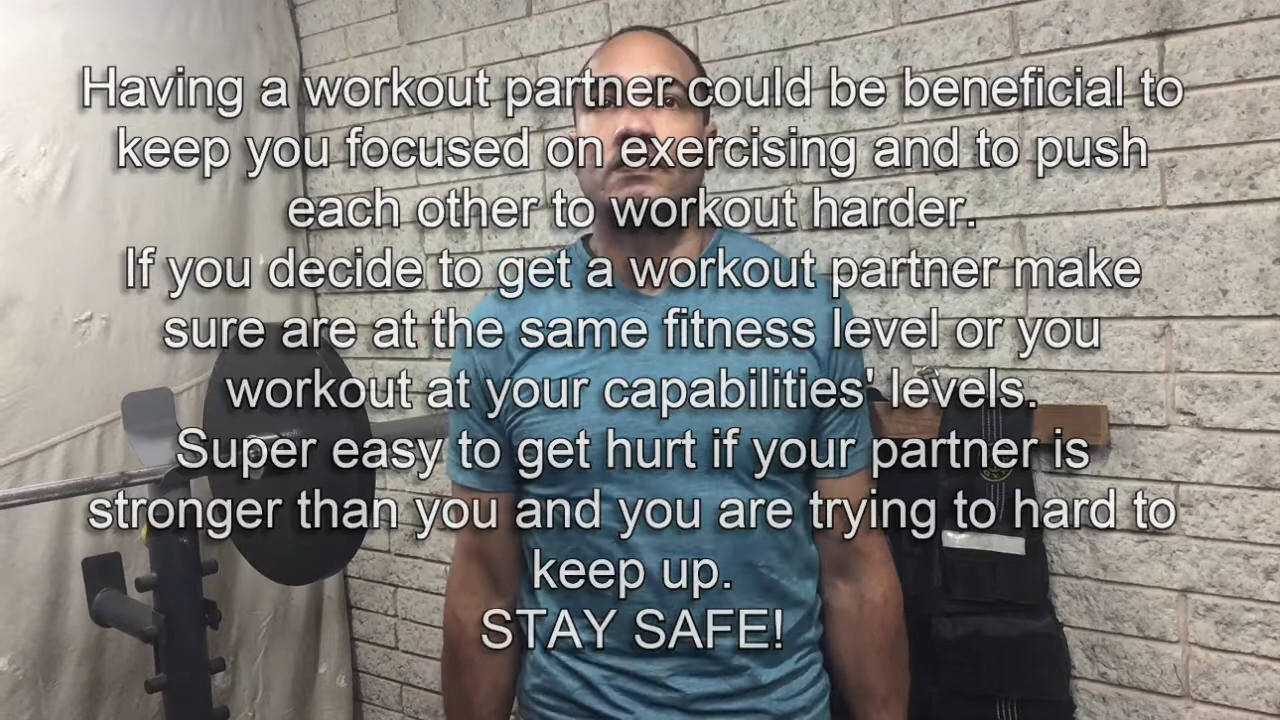 Having a workout partner could be beneficial to
keep you focused on exercising and to push
each other to workout harder.
If you decide to get a workout partner make
sure are at the same fitness level or you
workout at your capabilities' levels.
Super easy to get hurt if your partner is
stronger than you and you are trying to hard to
keep up.
STAY SAFE!